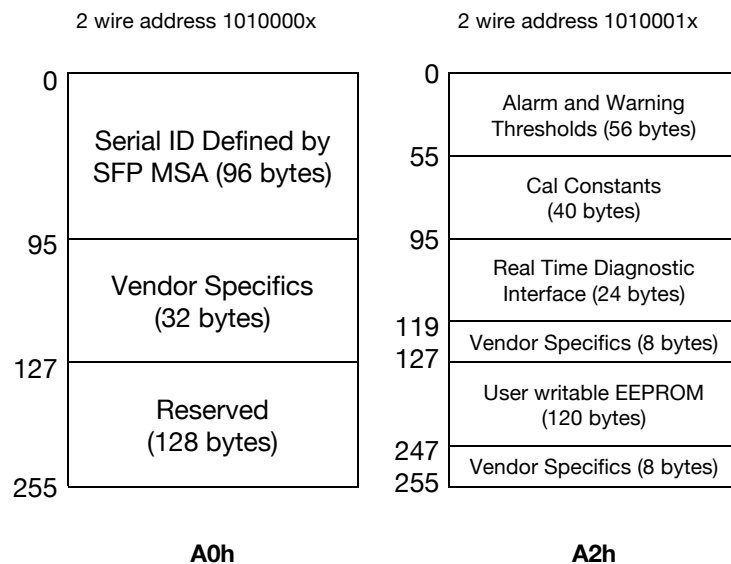 2 wire address 1010000x
0
Serial ID Defined by
SFP MSA (96 bytes)
95
Vendor Specifics
(32 bytes)
127
Reserved
(128 bytes)
255
A0h
2 wire address 1010001x
0
Alarm and Warning
Thresholds (56 bytes)
55
Cal Constants
(40 bytes)
95
Real Time Diagnostic
Interface (24 bytes)
119
Vendor Specifics (8 bytes)
127
User writable EEPROM
(120 bytes)
247
Vendor Specifics (8 bytes)
255
A2h